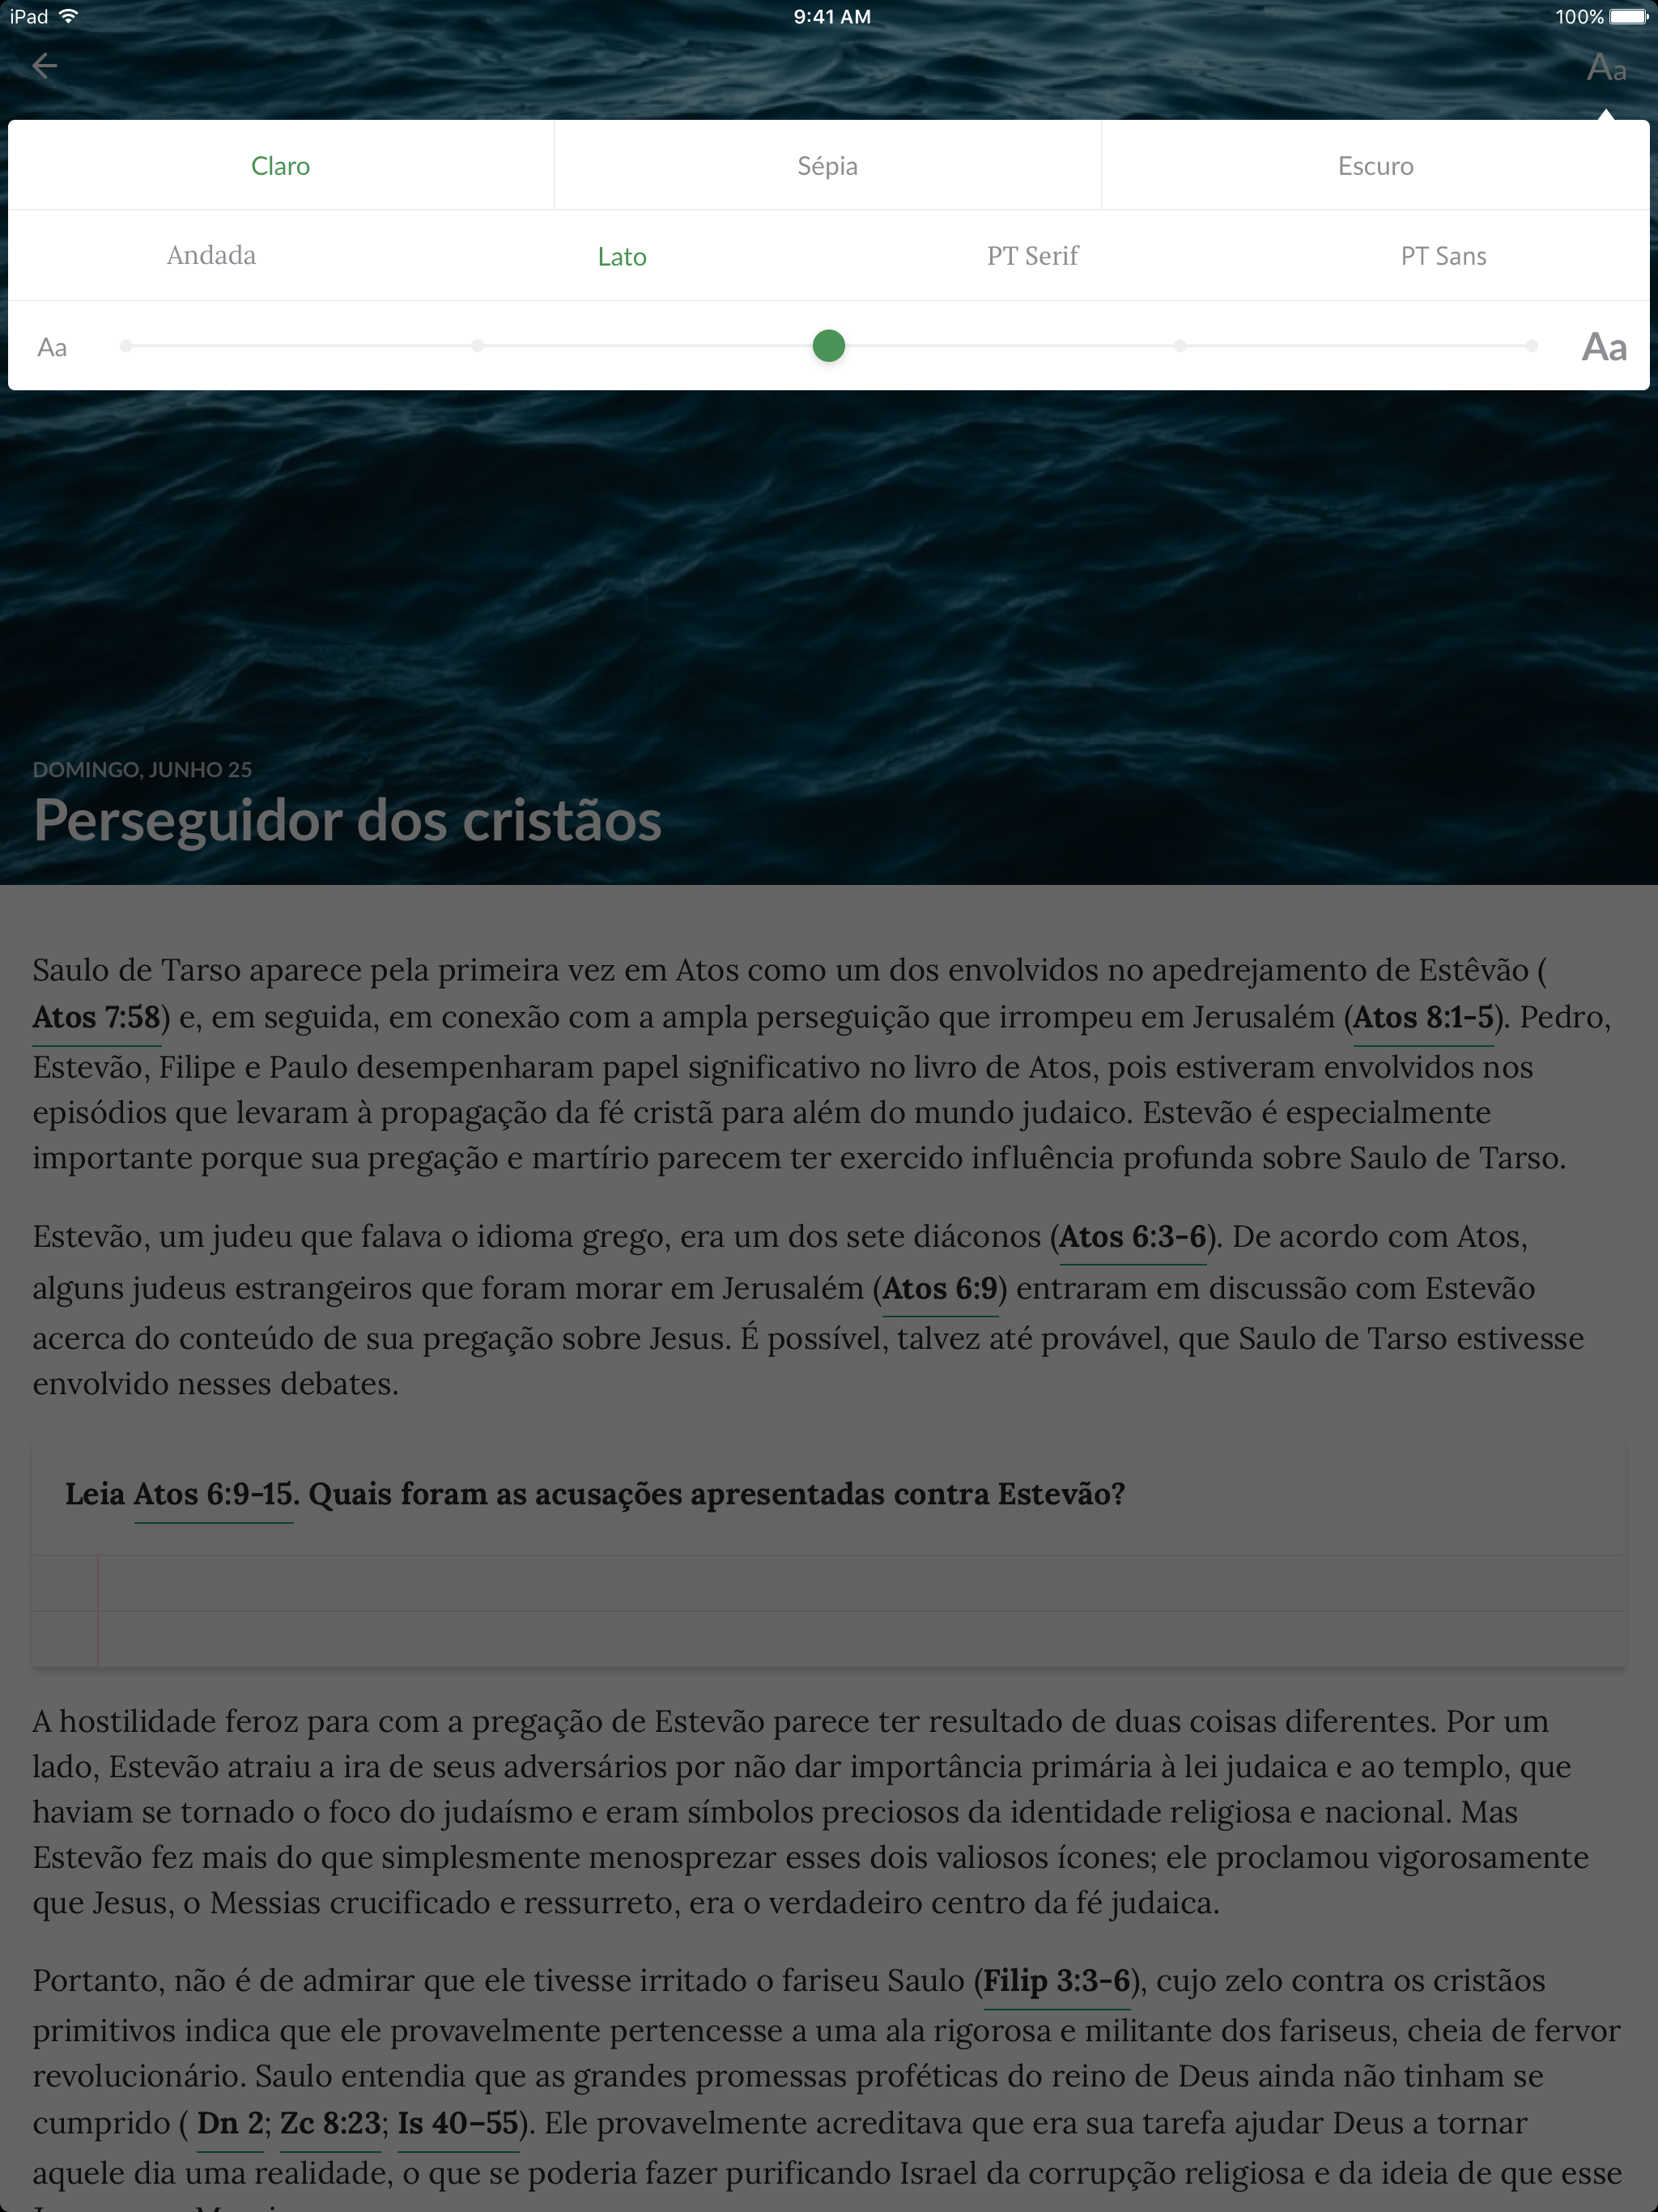 iPad 9:41 AM 100%
Aa
Claro Sépia Escuro
Andada Lato PT Serif PT Sans
Aa Aa
DOMINGO, JUNHO 25
Perseguidor dos cristãos
Saulo de Tarso aparece pela primeira vez em Atos como um dos envolvidos no apedrejamento de Estêvão (
Atos 7:58) e, em seguida, em conexão com a ampla perseguição que irrompeu em Jerusalém (Atos 8:1-5). Pedro,
Estevão, Filipe e Paulo desempenharam papel significativo no livro de Atos, pois estiveram envolvidos nos
episódios que levaram à propagação da fé cristã para além do mundo judaico. Estevão é especialmente
importante porque sua pregação e martírio parecem ter exercido influência profunda sobre Saulo de Tarso.
Estevão, um judeu que falava o idioma grego, era um dos sete diáconos (Atos 6:3-6). De acordo com Atos,
alguns judeus estrangeiros que foram morar em Jerusalém (Atos 6:9) entraram em discussão com Estevão
acerca do conteúdo de sua pregação sobre Jesus. É possível, talvez até provável, que Saulo de Tarso estivesse
envolvido nesses debates.
Leia Atos 6:9-15. Quais foram as acusações apresentadas contra Estevão?
A hostilidade feroz para com a pregação de Estevão parece ter resultado de duas coisas diferentes. Por um
lado, Estevão atraiu a ira de seus adversários por não dar importância primária à lei judaica e ao templo, que
haviam se tornado o foco do judaísmo e eram símbolos preciosos da identidade religiosa e nacional. Mas
Estevão fez mais do que simplesmente menosprezar esses dois valiosos ícones; ele proclamou vigorosamente
que Jesus, o Messias crucificado e ressurreto, era o verdadeiro centro da fé judaica.
Portanto, não é de admirar que ele tivesse irritado o fariseu Saulo (Filip 3:3-6), cujo zelo contra os cristãos
primitivos indica que ele provavelmente pertencesse a uma ala rigorosa e militante dos fariseus, cheia de fervor
revolucionário. Saulo entendia que as grandes promessas proféticas do reino de Deus ainda não tinham se
cumprido ( Dn 2; Zc 8:23; Is 40–55). Ele provavelmente acreditava que era sua tarefa ajudar Deus a tornar
aquele dia uma realidade, o que se poderia fazer purificando Israel da corrupção religiosa e da ideia de que esse